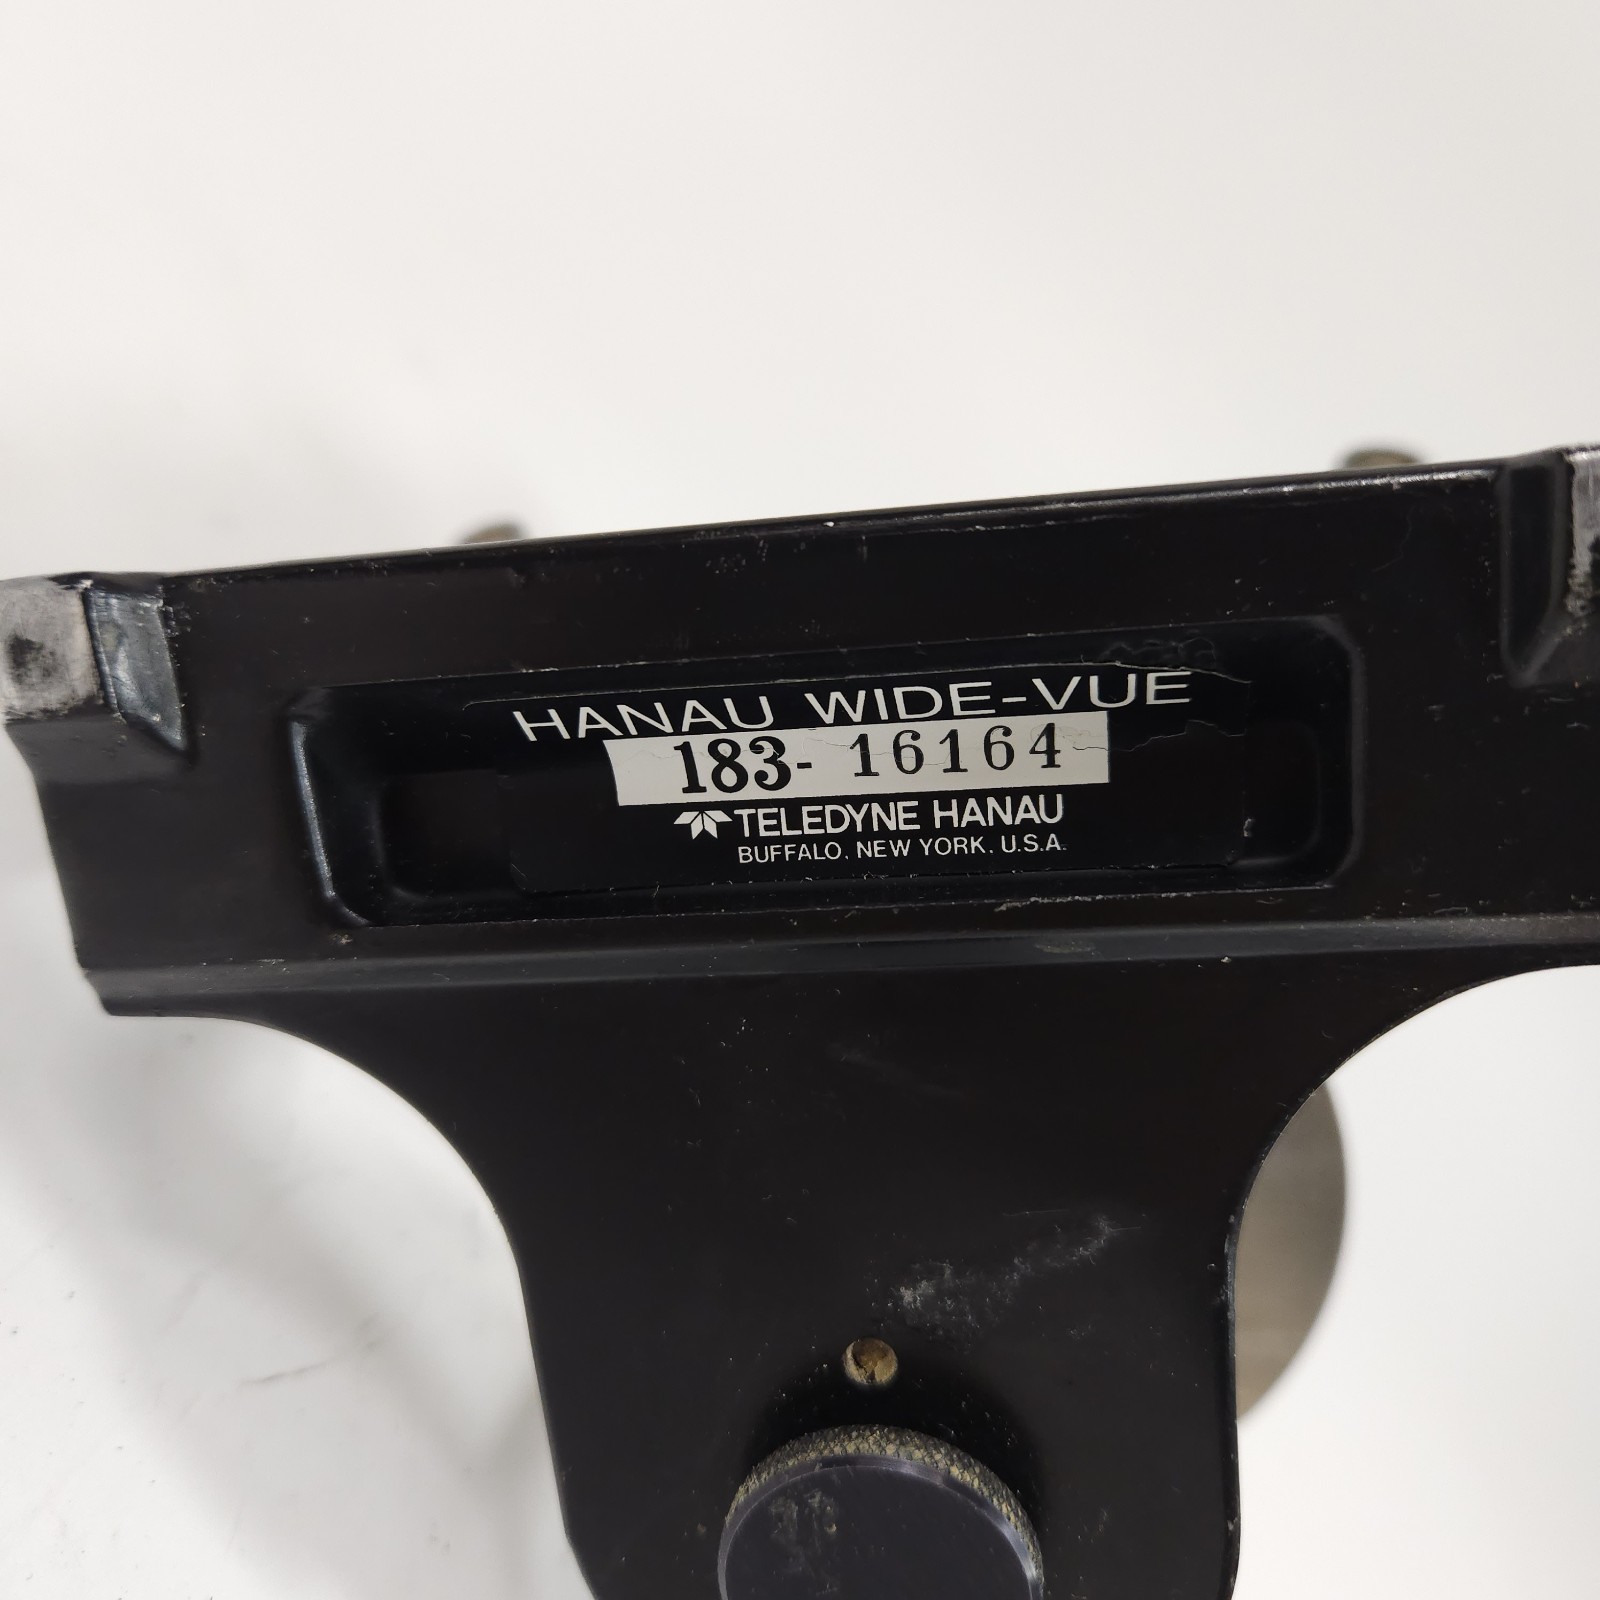 HANAU WIDE-VUE
183- 16164
TELEDYNE HANAU
BUFFALO, NEW YORK, U.S.A.